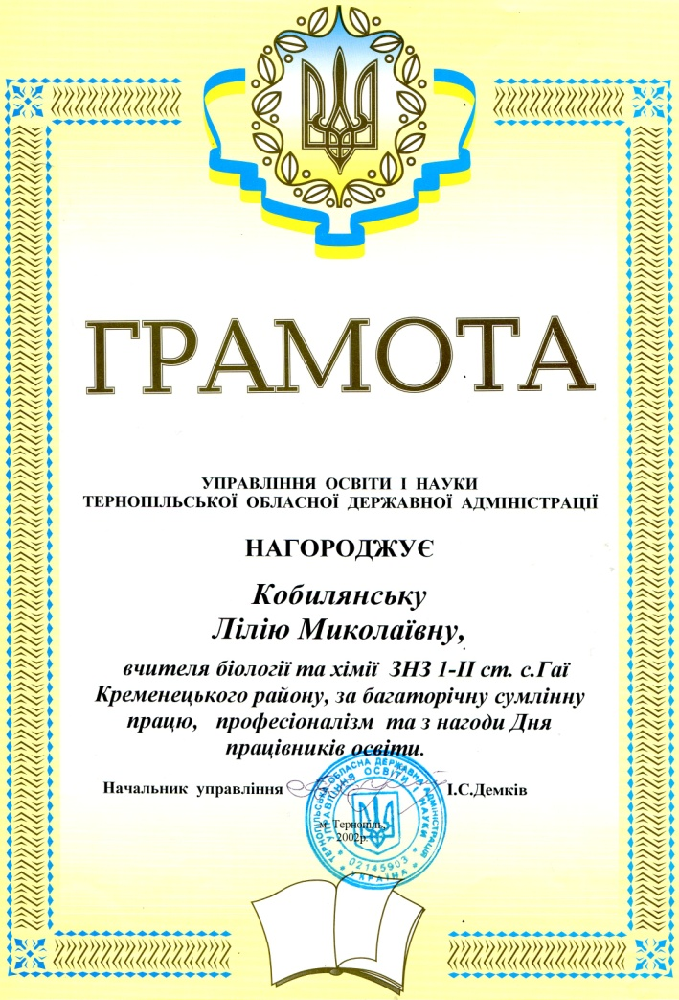 ГРАМОТА
УПРАВЛІННЯ ОСВІТИ І НАУКИ
ТЕРНОПІЛЬСЬКОЇ ОБЛАСНОЇ ДЕРЖАВНОЇ АДМІНІСТРАЦІЇ
НАГОРОДЖУЄ
Кобилянську
Лілію Миколаївну,
вчителя біології та хімії ЗНЗ 1-ІІ ст. с.Гаї
Кременецького району, за багаторічну сумлінну
працю, професіоналізм та з нагоди Дня
працівників освіти.
Начальник управління І.С.Демків
ТЕРНОПІЛЬСЬКА ОБЛАСНА ДЕРЖАВНА АДМІНІСТРАЦІЯ
УПРАВЛІННЯ ОСВІТИ І НАУКИ
02145903
УКРАЇНА
м. Тернопіль,
2002р.